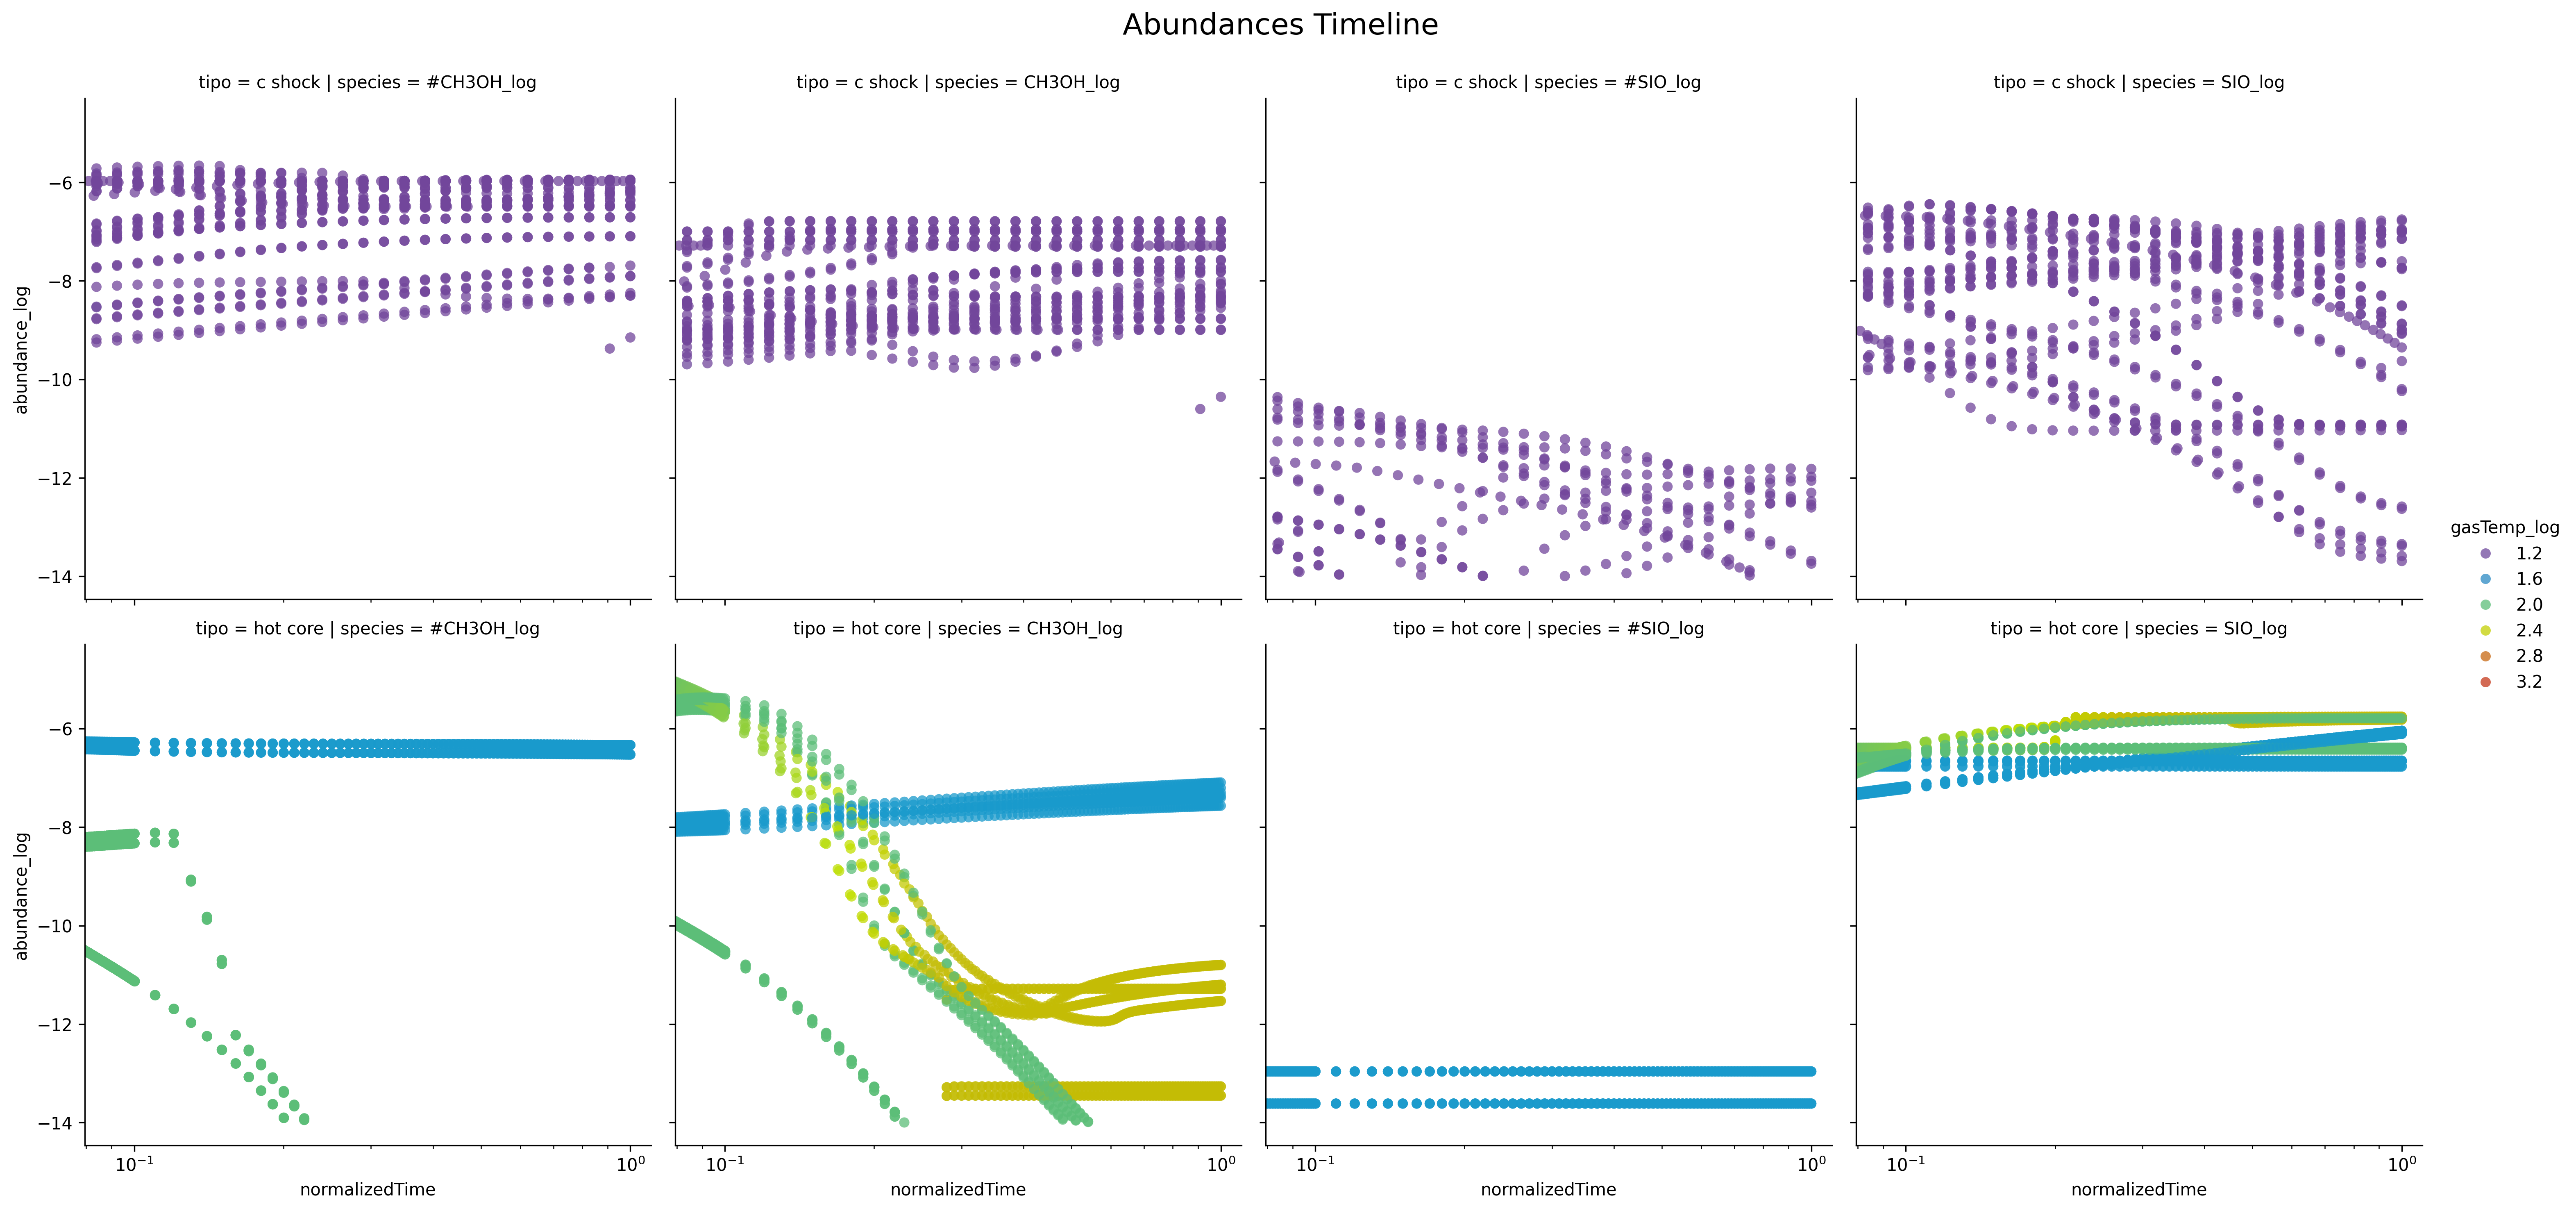 Abundances Timeline
tipo = c shock | species = #CH3OH_log
tipo = c shock | species = CH3OH_log
tipo = c shock | species = #SIO_log
tipo = c shock | species = SIO_log
abundance_log
−6
−8
−10
−12
−14
tipo = hot core | species = #CH3OH_log
tipo = hot core | species = CH3OH_log
tipo = hot core | species = #SIO_log
tipo = hot core | species = SIO_log
abundance_log
−6
−8
−10
−12
−14
10⁻¹ 10⁰
10⁻¹ 10⁰
10⁻¹ 10⁰
10⁻¹ 10⁰
normalizedTime
normalizedTime
normalizedTime
normalizedTime
gasTemp_log
1.2
1.6
2.0
2.4
2.8
3.2